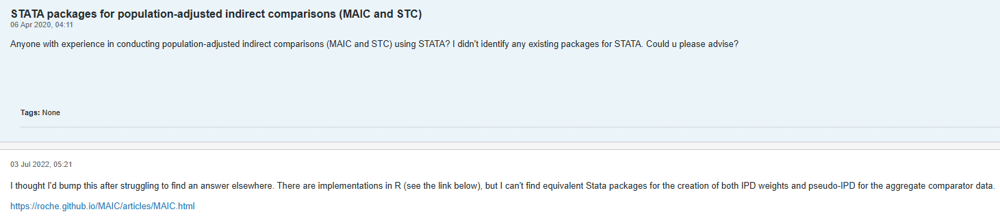 STATA packages for population-adjusted indirect comparisons (MAIC and STC)
06 Apr 2020, 04:11
Anyone with experience in conducting population-adjusted indirect comparisons (MAIC and STC) using STATA? I didn't identify any existing packages for STATA. Could u please advise?
Tags: None
03 Jul 2022, 05:21
I thought I'd bump this after struggling to find an answer elsewhere. There are implementations in R (see the link below), but I can't find equivalent Stata packages for the creation of both IPD weights and pseudo-IPD for the aggregate comparator data.
https://roche.github.io/MAIC/articles/MAIC.html